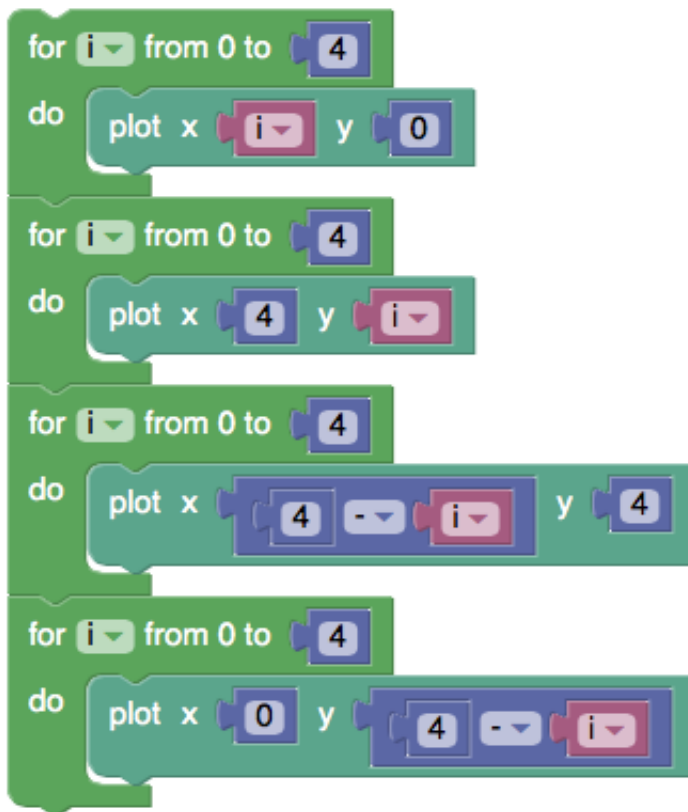 for i from 0 to 4
do plot x i y 0
for i from 0 to 4
do plot x 4 y i
for i from 0 to 4
do plot x 4 - i y 4
for i from 0 to 4
do plot x 0 y 4 - i